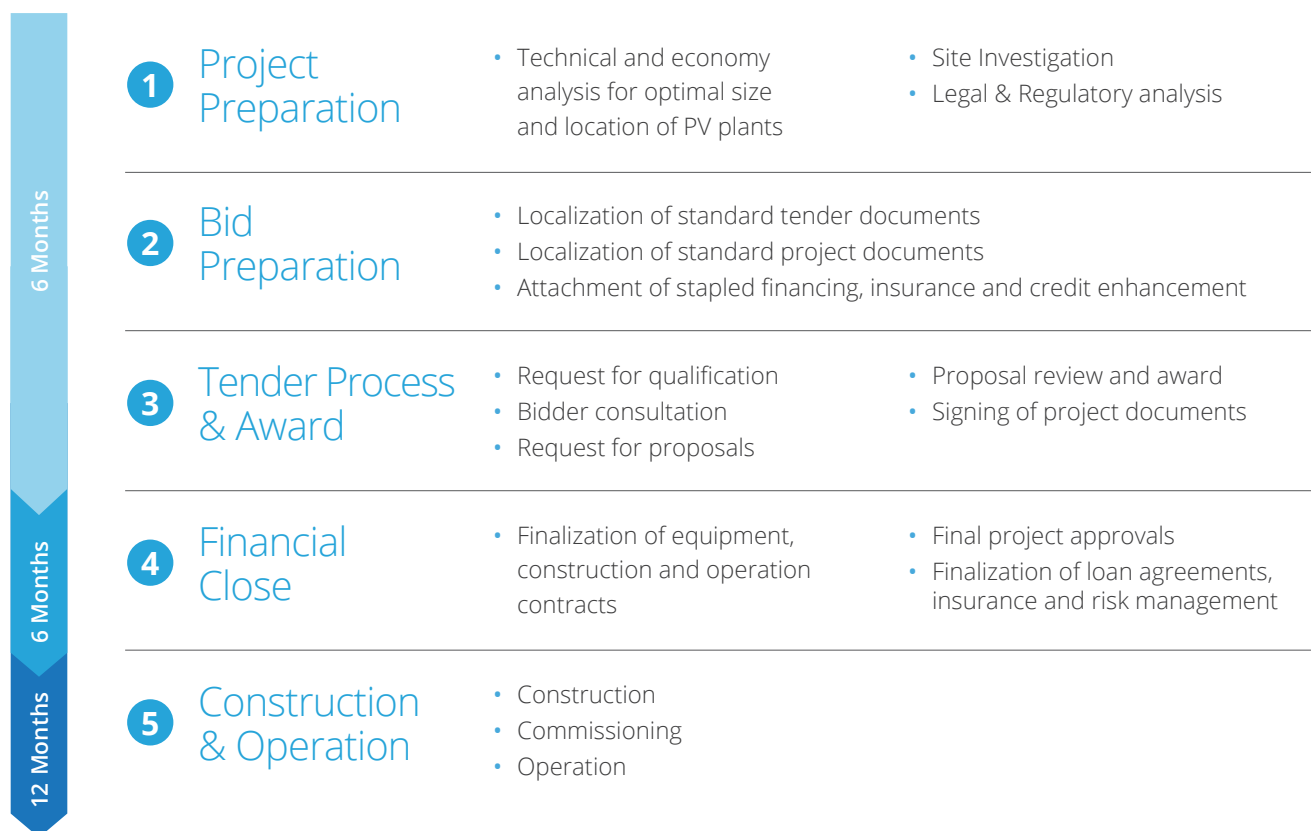 6 Months
6 Months
12 Months
1
Project
Preparation
• Technical and economy
analysis for optimal size
and location of PV plants
• Site Investigation
• Legal & Regulatory analysis
2
Bid
Preparation
• Localization of standard tender documents
• Localization of standard project documents
• Attachment of stapled financing, insurance and credit enhancement
3
Tender Process
& Award
• Request for qualification
• Bidder consultation
• Request for proposals
• Proposal review and award
• Signing of project documents
4
Financial
Close
• Finalization of equipment,
construction and operation
contracts
• Final project approvals
• Finalization of loan agreements,
insurance and risk management
5
Construction
& Operation
• Construction
• Commissioning
• Operation